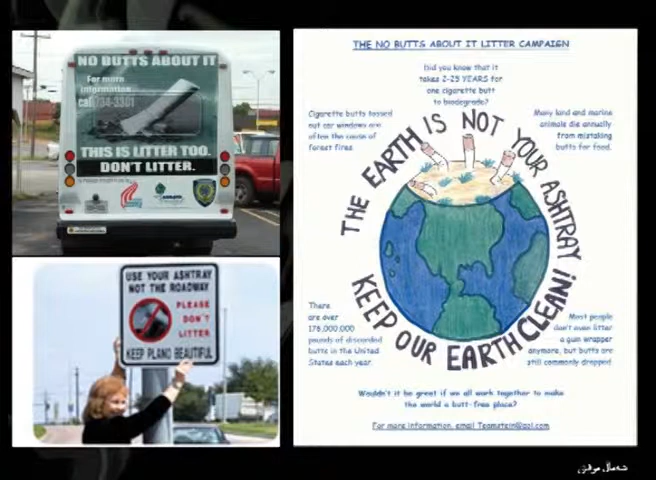 NO BUTTS ABOUT IT
For more
information
call 734-3301
THIS IS LITTER TOO.
DON'T LITTER.
USE YOUR ASHTRAY
NOT THE ROADWAY
PLEASE
DON'T
LITTER
KEEP PLANO BEAUTIFUL
THE NO BUTTS ABOUT IT LITTER CAMPAIGN
Did you know that it
takes 2-25 YEARS for
one cigarette butt
to biodegrade?
Cigarette butts tossed
out car windows are
often the cause of
forest fires.
Many land and marine
animals die annually
from mistaking
butts for food.
THE EARTH IS NOT YOUR ASHTRAY
KEEP OUR EARTH CLEAN!
There
are over
176,000,000
pounds of discarded
butts in the United
States each year.
Most people
don't even litter
a gum wrapper
anymore, but butts are
still commonly dropped.
Wouldn't it be great if we all work together to make
the world a butt-free place?
For more information, email Teamstein@aol.com